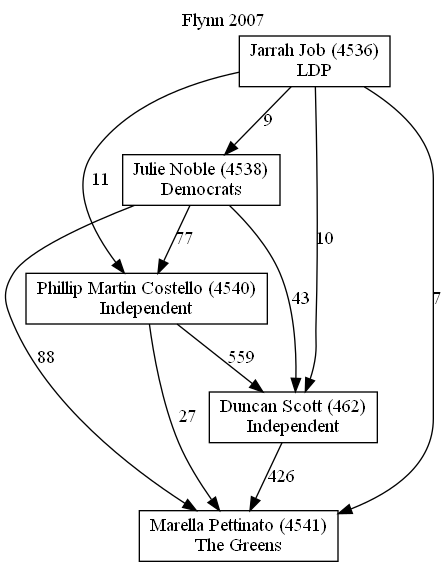 Flynn 2007
Jarrah Job (4536)
LDP
9
Julie Noble (4538)
Democrats
11
77
10
Phillip Martin Costello (4540)
Independent
43
7
88
559
27
Duncan Scott (462)
Independent
426
Marella Pettinato (4541)
The Greens